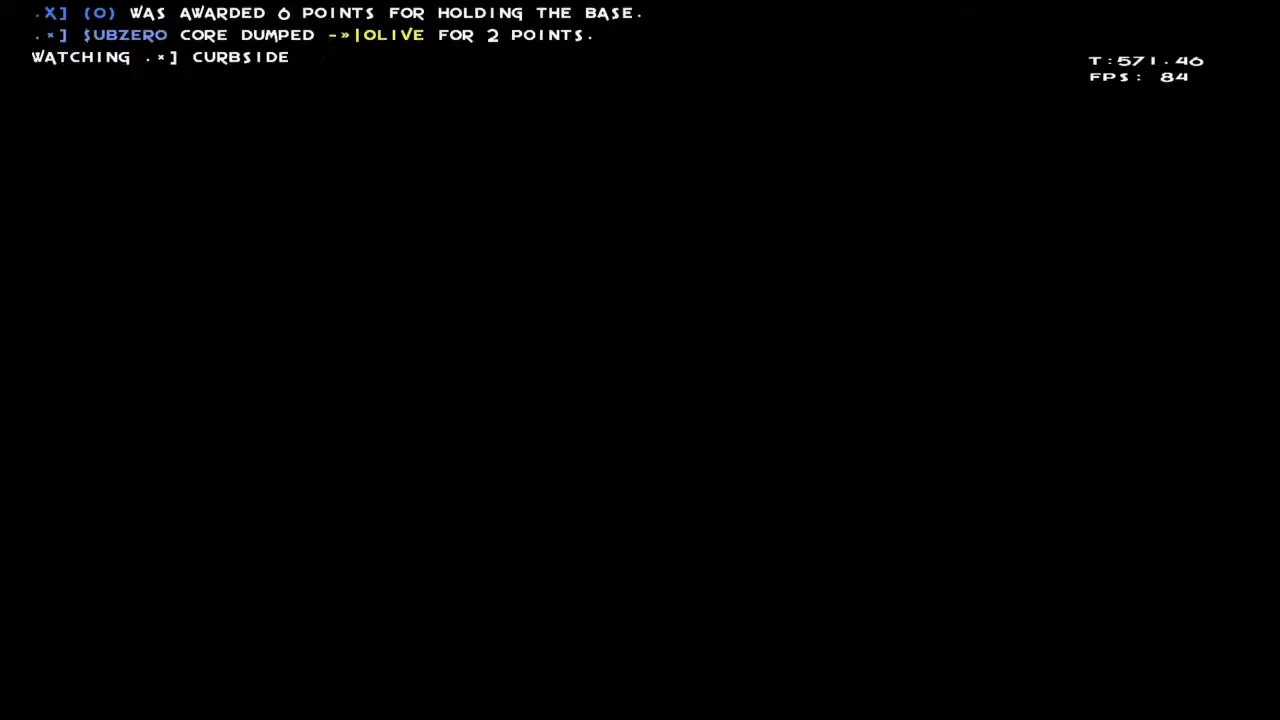 .X] (O) WAS AWARDED 6 POINTS FOR HOLDING THE BASE.
.×] $UBZERO CORE DUMPED -»|OLIVE FOR 2 POINTS.
WATCHING .×] CURBSIDE
T:571.46
FPS: 84